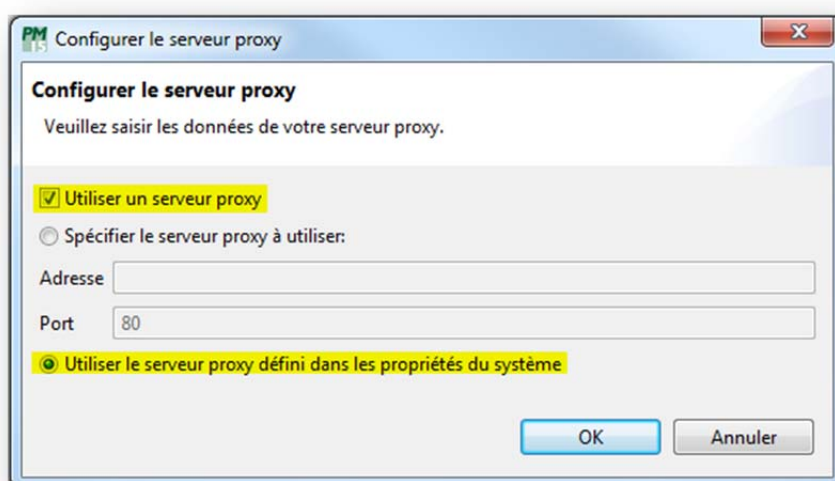 PM 15 Configurer le serveur proxy
Configurer le serveur proxy
Veuillez saisir les données de votre serveur proxy.
Utiliser un serveur proxy
Spécifier le serveur proxy à utiliser:
Adresse
Port 80
Utiliser le serveur proxy défini dans les propriétés du système
OK Annuler